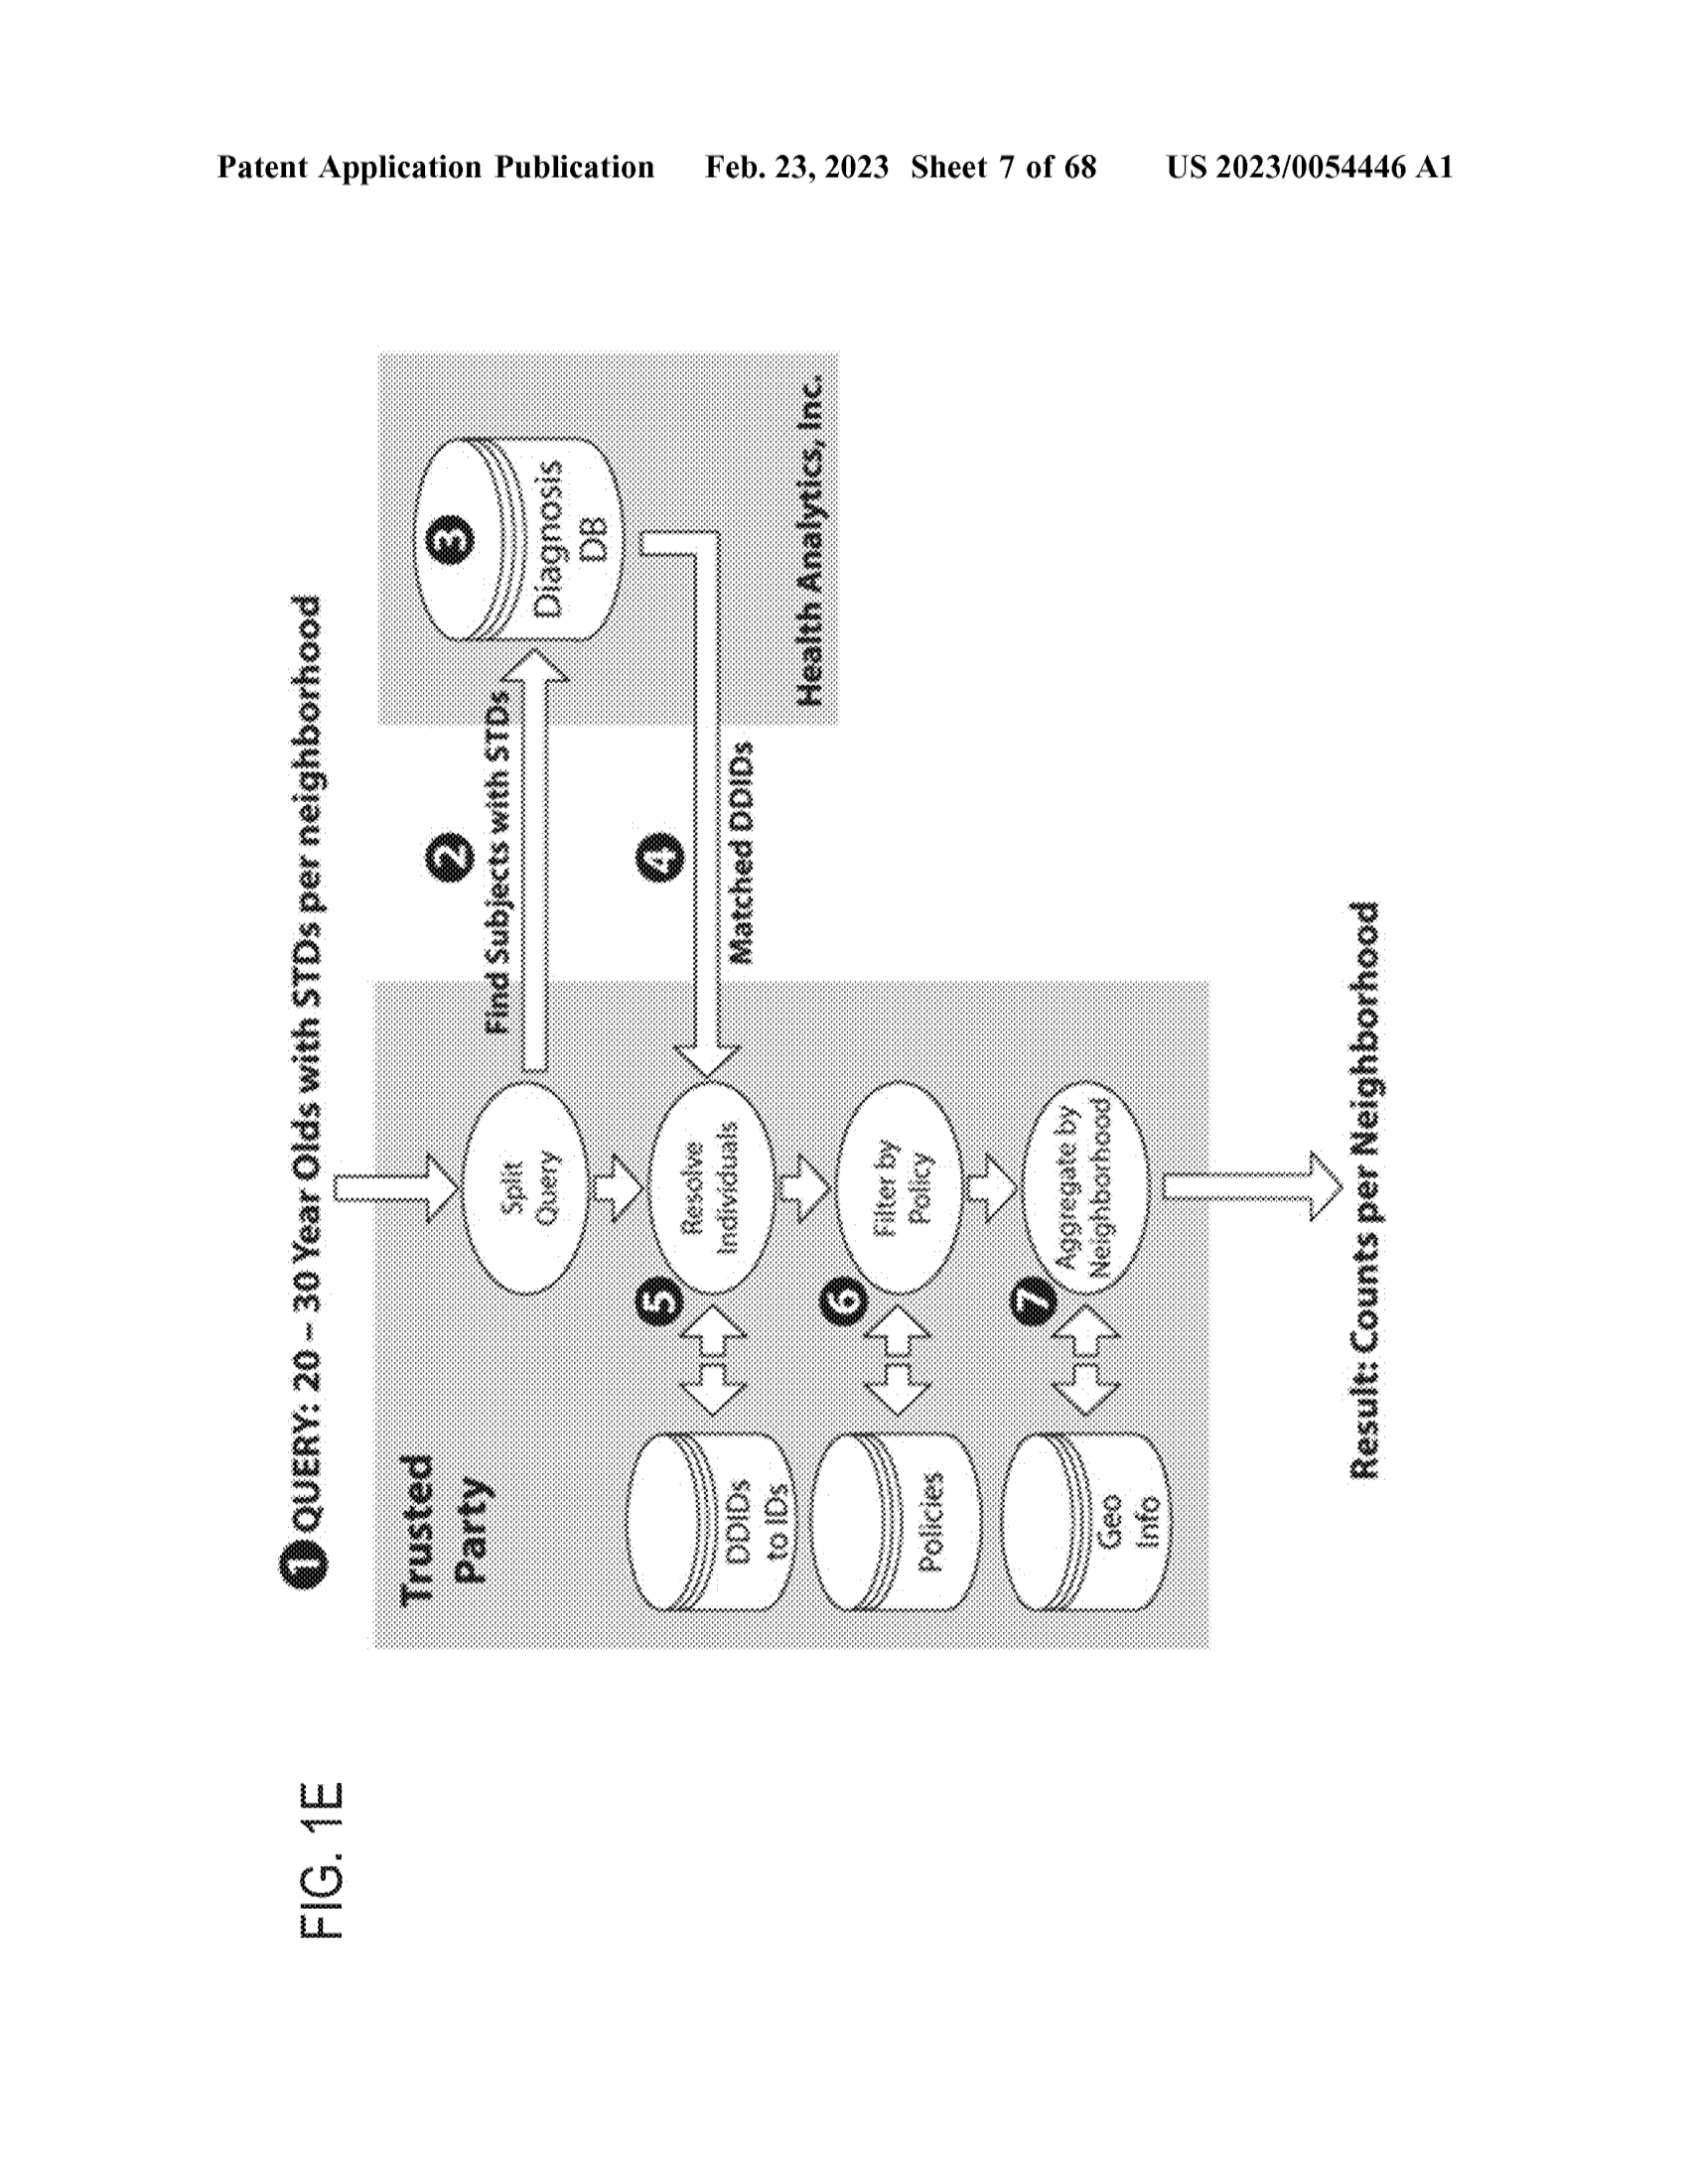 Patent Application Publication Feb. 23, 2023 Sheet 7 of 68 US 2023/0054446 A1
FIG. 1E
1 QUERY: 20 – 30 Year Olds with STDs per neighborhood
Trusted
Party
Split
Query
2
Find Subjects with STDs
3
Diagnosis
DB
4
Matched DDIDs
Health Analytics, Inc.
DDIDs
to IDs
5
Resolve
Individuals
Policies
6
Filter by
Policy
Geo
Info
7
Aggregate by
Neighborhood
Result: Counts per Neighborhood